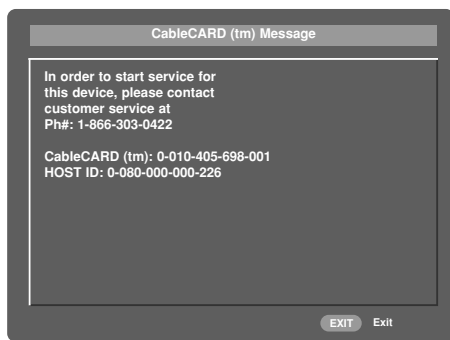 CableCARD (tm) Message
In order to start service for
this device, please contact
customer service at
Ph#: 1-866-303-0422
CableCARD (tm): 0-010-405-698-001
HOST ID: 0-080-000-000-226
EXIT Exit